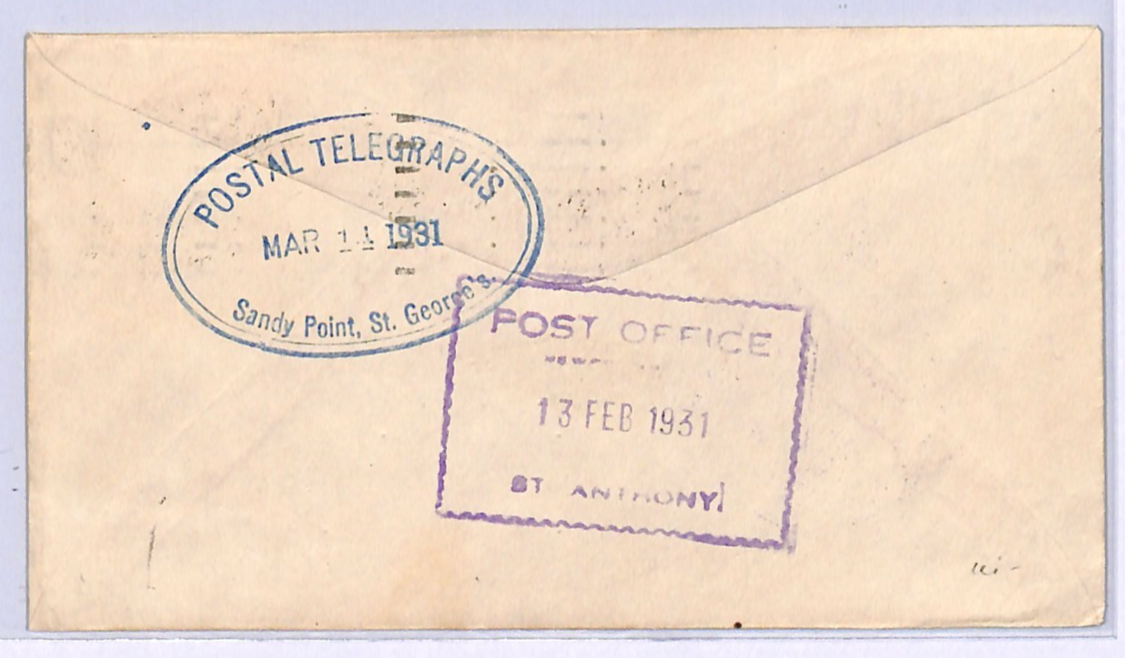 POSTAL TELEGRAPHS
MAR 14 1931
Sandy Point, St. George's.
POST OFFICE
13 FEB 1931
ST ANTHONY